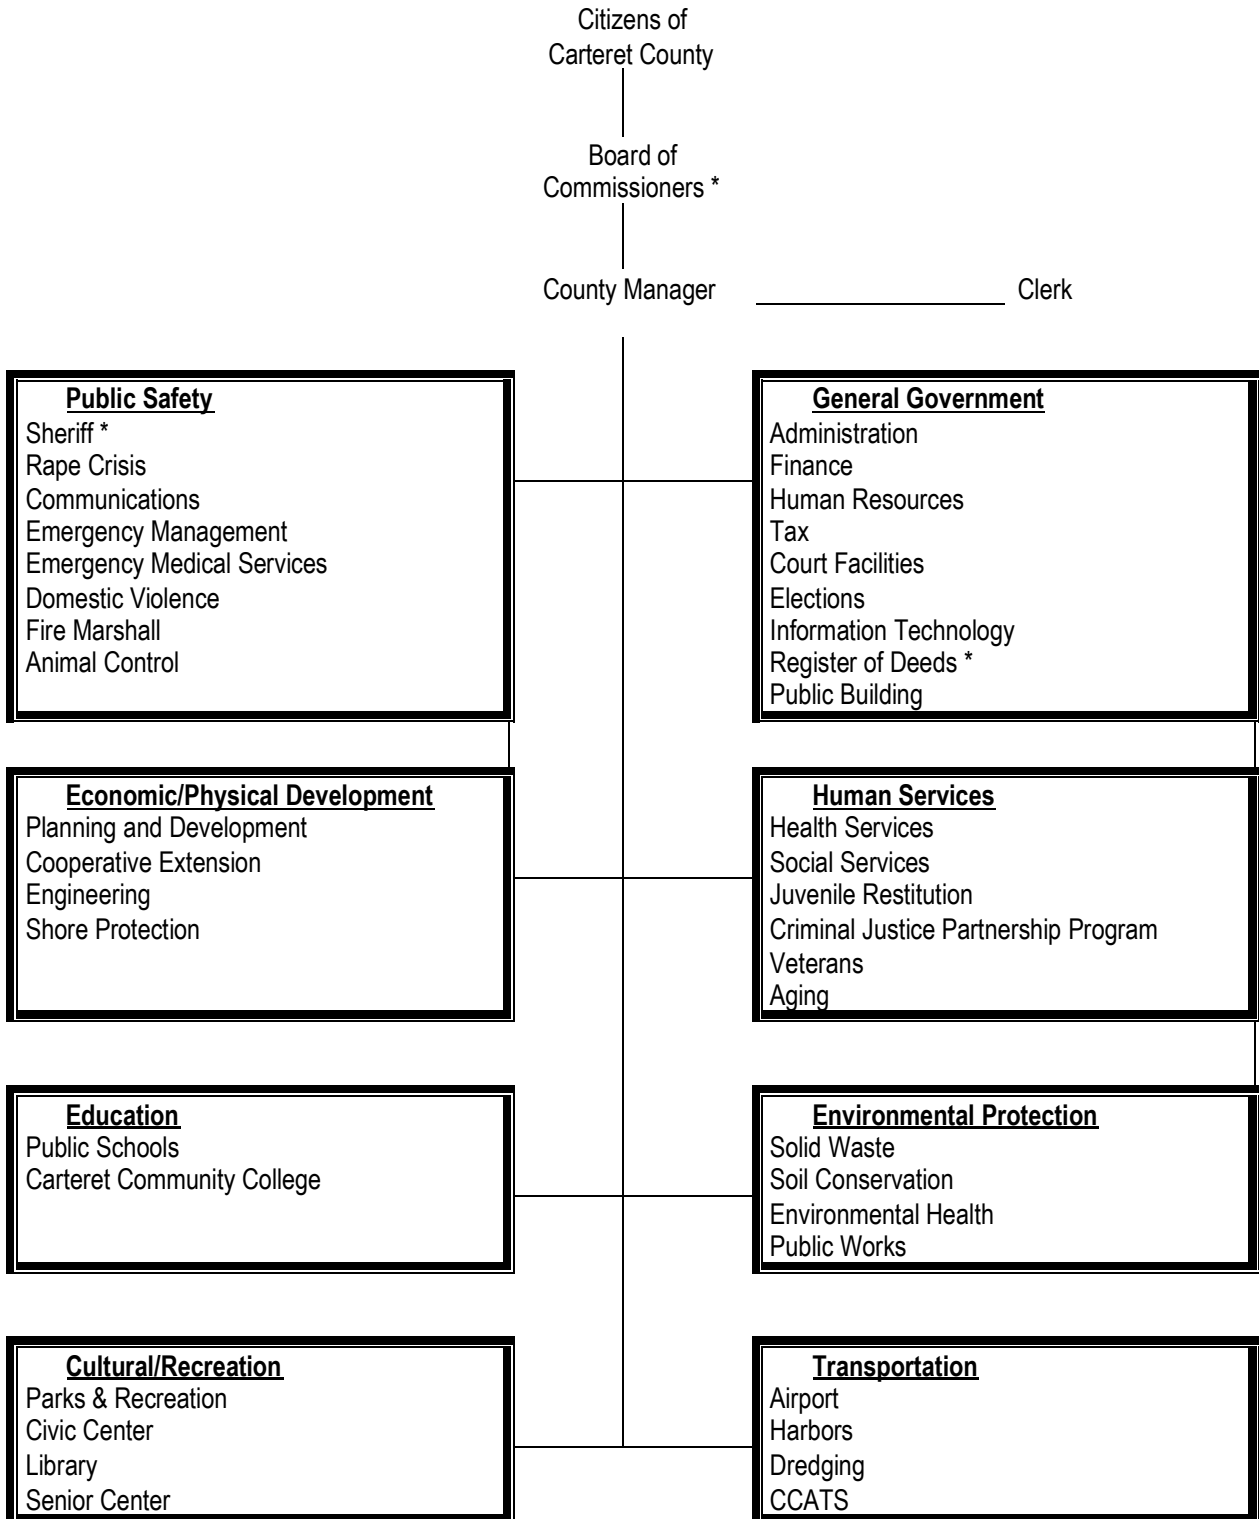 Citizens of
Carteret County
Board of
Commissioners *
County Manager
Clerk
Public Safety
Sheriff *
Rape Crisis
Communications
Emergency Management
Emergency Medical Services
Domestic Violence
Fire Marshall
Animal Control
General Government
Administration
Finance
Human Resources
Tax
Court Facilities
Elections
Information Technology
Register of Deeds *
Public Building
Economic/Physical Development
Planning and Development
Cooperative Extension
Engineering
Shore Protection
Human Services
Health Services
Social Services
Juvenile Restitution
Criminal Justice Partnership Program
Veterans
Aging
Education
Public Schools
Carteret Community College
Environmental Protection
Solid Waste
Soil Conservation
Environmental Health
Public Works
Cultural/Recreation
Parks & Recreation
Civic Center
Library
Senior Center
Transportation
Airport
Harbors
Dredging
CCATS